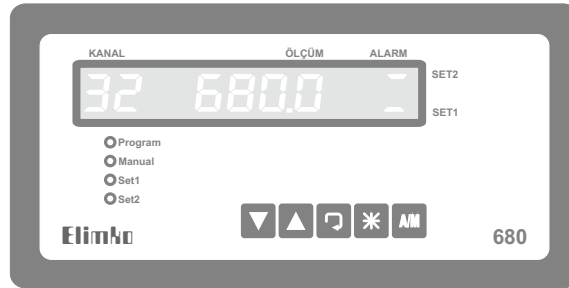 KANAL ÖLÇÜM ALARM
32 680.0
SET2
SET1
Program
Manual
Set1
Set2
Elimko
A/M
680